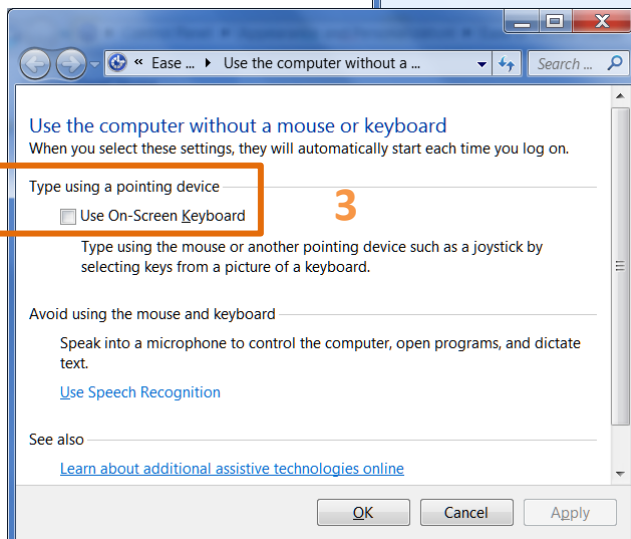 « Ease ... ▸ Use the computer without a ... Search ...
Use the computer without a mouse or keyboard
When you select these settings, they will automatically start each time you log on.
Type using a pointing device
Use On-Screen Keyboard
3
Type using the mouse or another pointing device such as a joystick by
selecting keys from a picture of a keyboard.
Avoid using the mouse and keyboard
Speak into a microphone to control the computer, open programs, and dictate
text.
Use Speech Recognition
See also
Learn about additional assistive technologies online
OK Cancel Apply